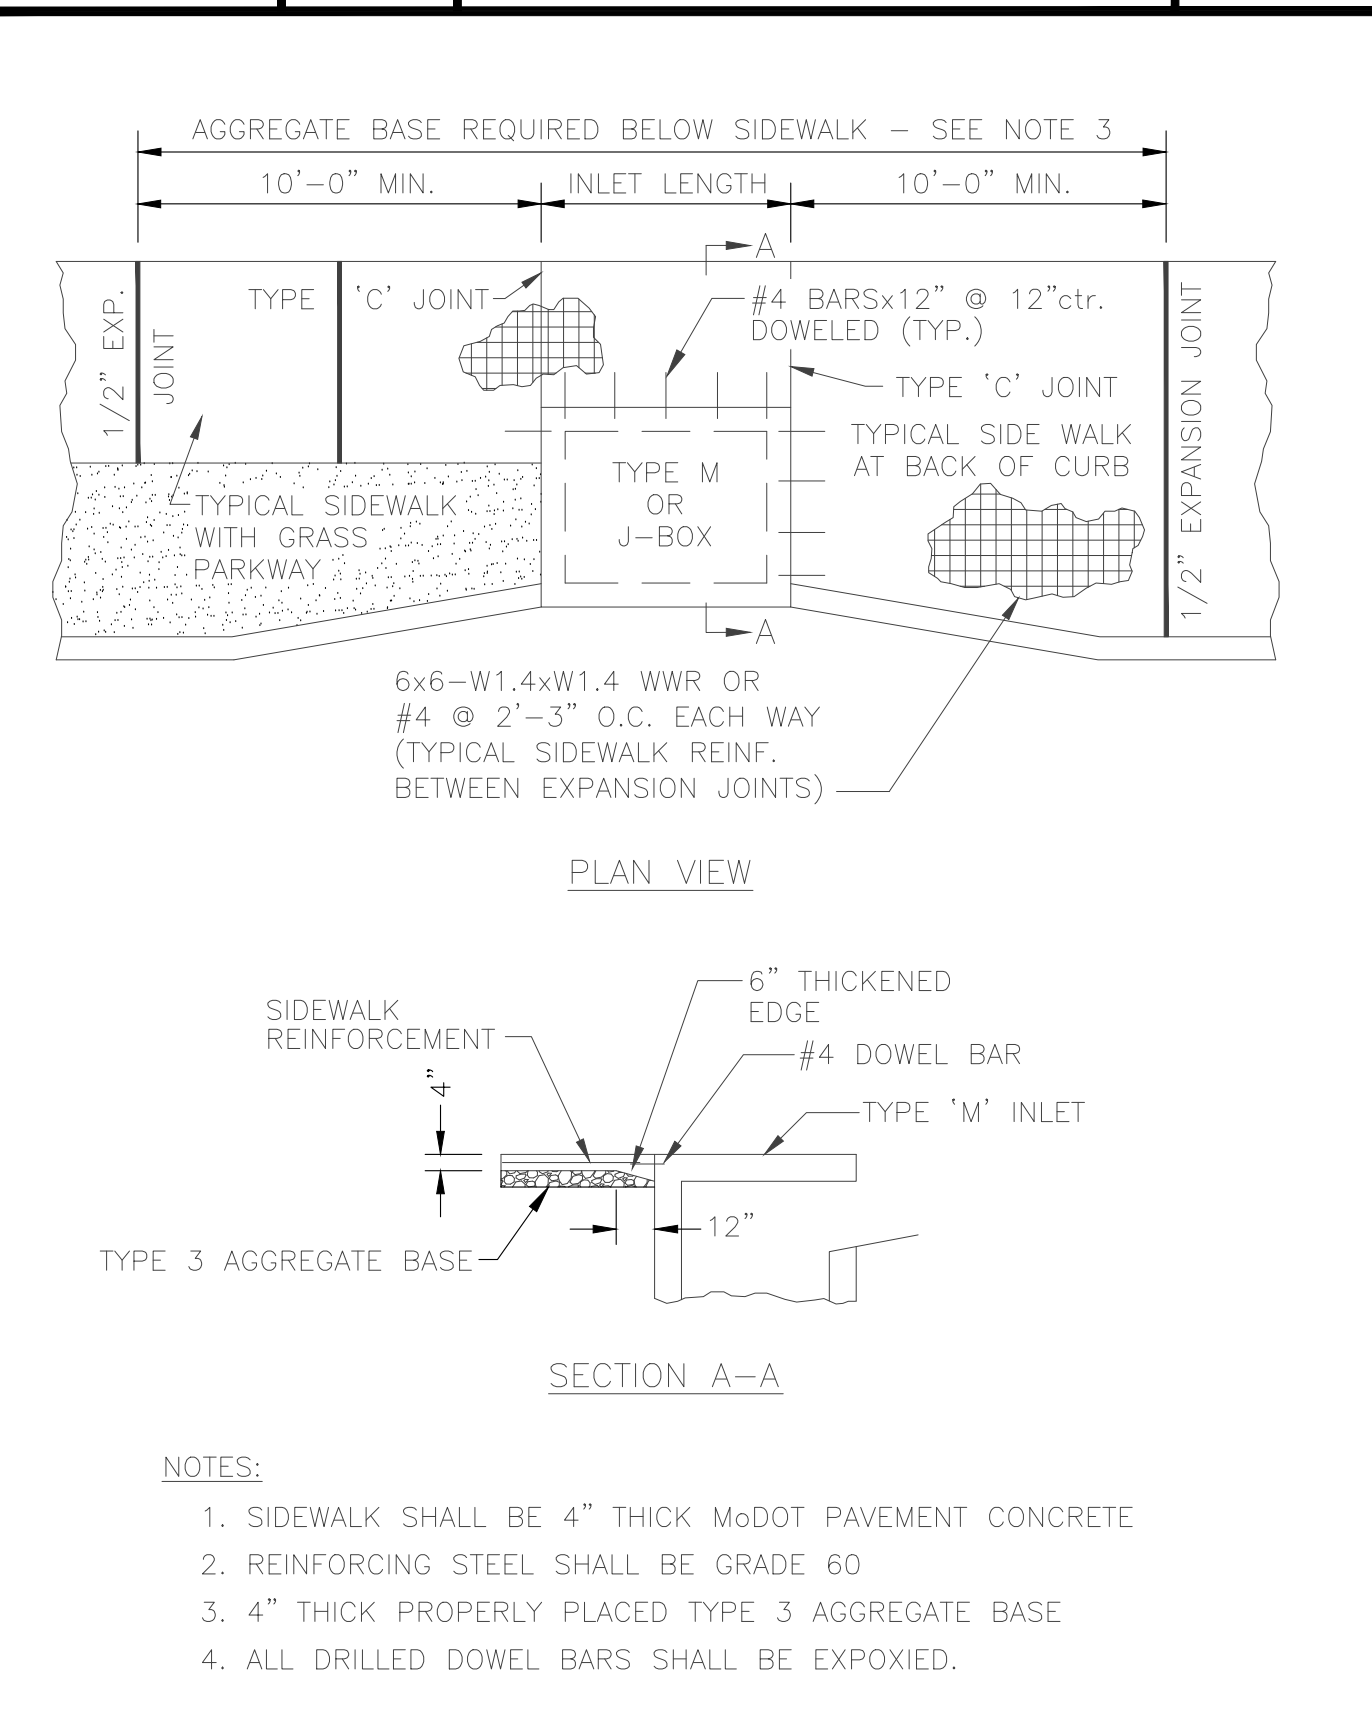 AGGREGATE BASE REQUIRED BELOW SIDEWALK – SEE NOTE 3
10'–0" MIN.
INLET LENGTH
10'–0" MIN.
A
1/2" EXP.
JOINT
TYPE 'C' JOINT
#4 BARSx12" @ 12"ctr.
DOWELED (TYP.)
TYPE 'C' JOINT
TYPICAL SIDE WALK
AT BACK OF CURB
1/2" EXPANSION JOINT
TYPE M
OR
J–BOX
TYPICAL SIDEWALK
WITH GRASS
PARKWAY
A
6x6–W1.4xW1.4 WWR OR
#4 @ 2'–3" O.C. EACH WAY
(TYPICAL SIDEWALK REINF.
BETWEEN EXPANSION JOINTS)
PLAN VIEW
6" THICKENED
EDGE
SIDEWALK
REINFORCEMENT
#4 DOWEL BAR
4"
TYPE 'M' INLET
12"
TYPE 3 AGGREGATE BASE
SECTION A–A
NOTES:
1. SIDEWALK SHALL BE 4" THICK MoDOT PAVEMENT CONCRETE
2. REINFORCING STEEL SHALL BE GRADE 60
3. 4" THICK PROPERLY PLACED TYPE 3 AGGREGATE BASE
4. ALL DRILLED DOWEL BARS SHALL BE EXPOXIED.